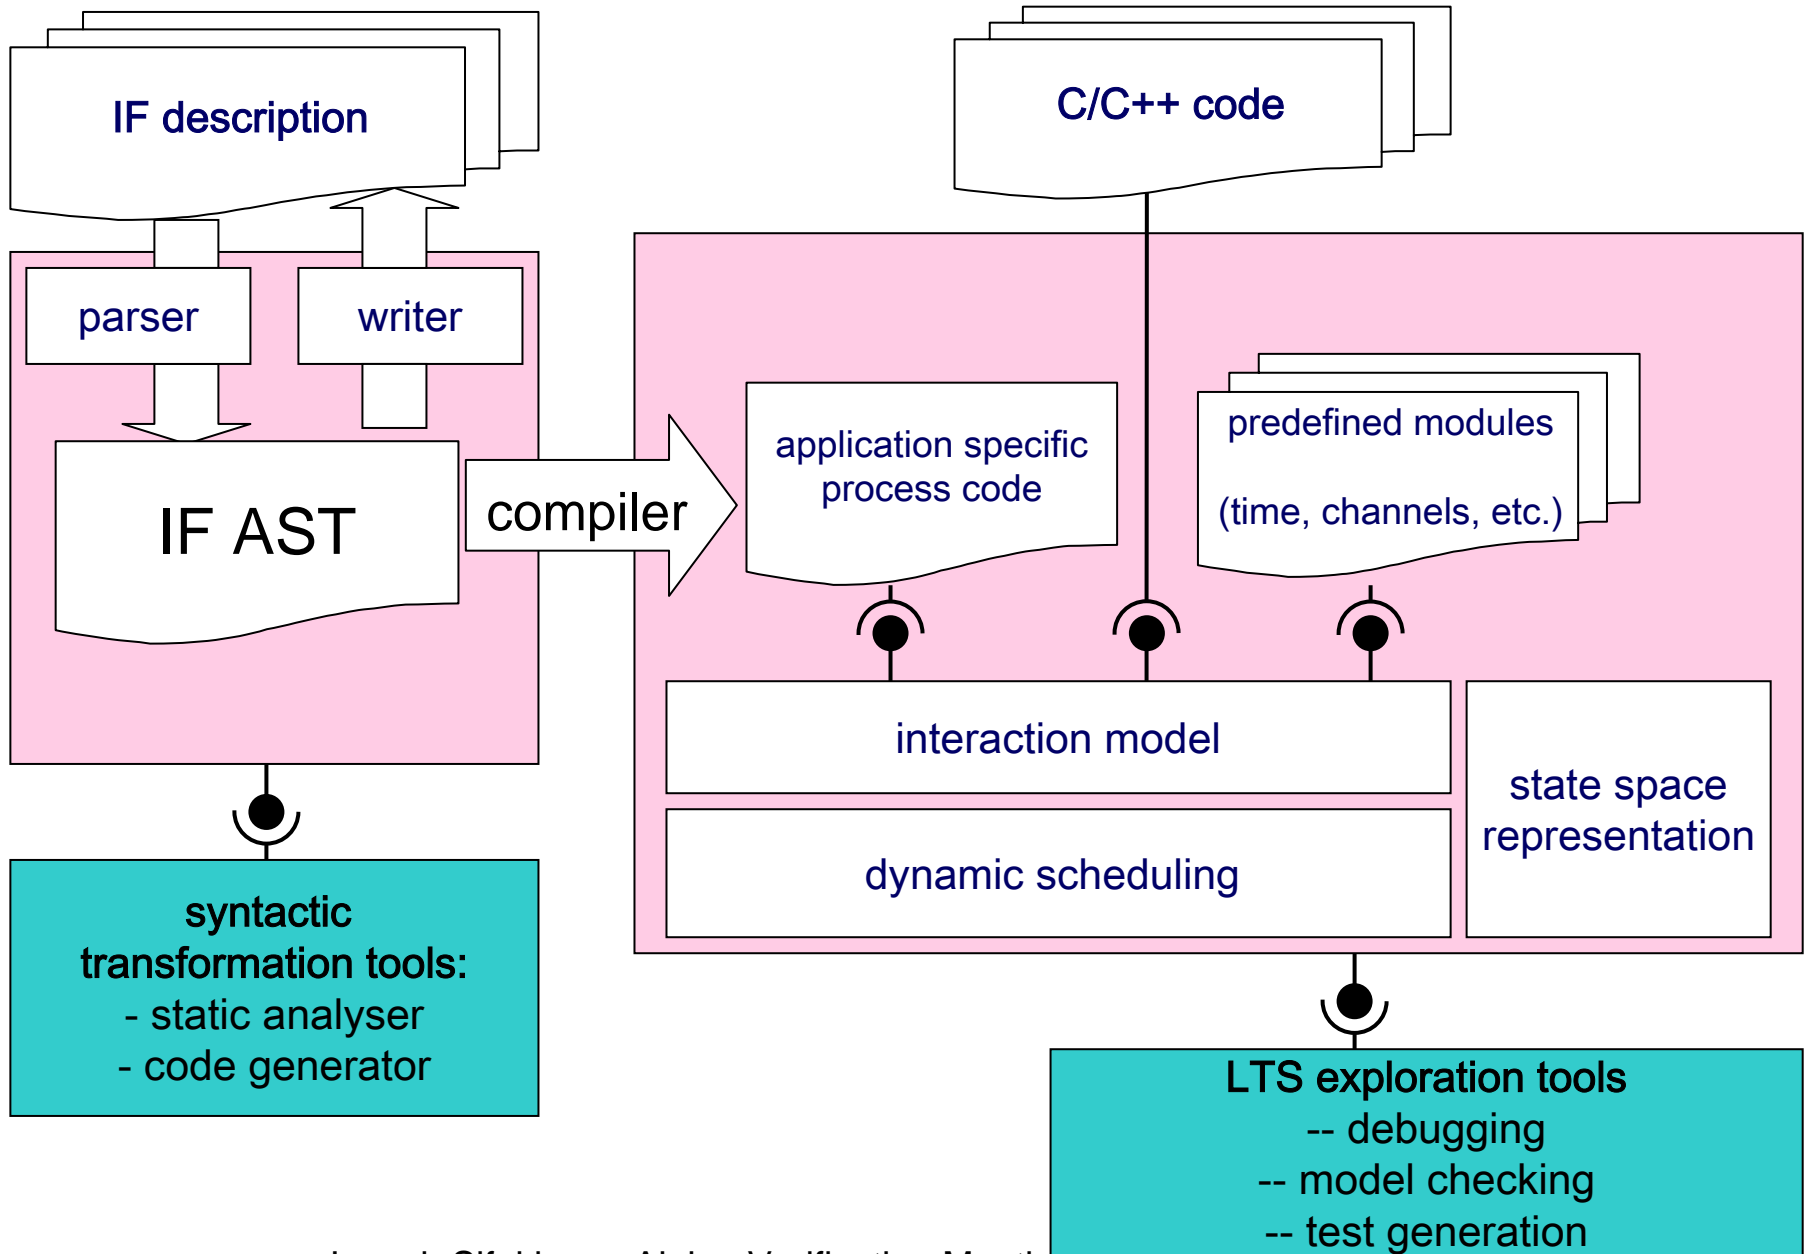 IF description
C/C++ code
parser
writer
IF AST
compiler
application specific
process code
predefined modules
(time, channels, etc.)
interaction model
dynamic scheduling
state space
representation
syntactic
transformation tools:
- static analyser
- code generator
LTS exploration tools
-- debugging
-- model checking
-- test generation